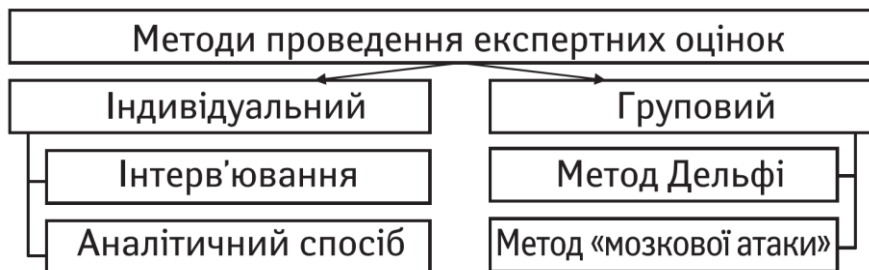 Методи проведення експертних оцінок
Індивідуальний
Груповий
Інтерв'ювання
Метод Дельфі
Аналітичний спосіб
Метод «мозкової атаки»